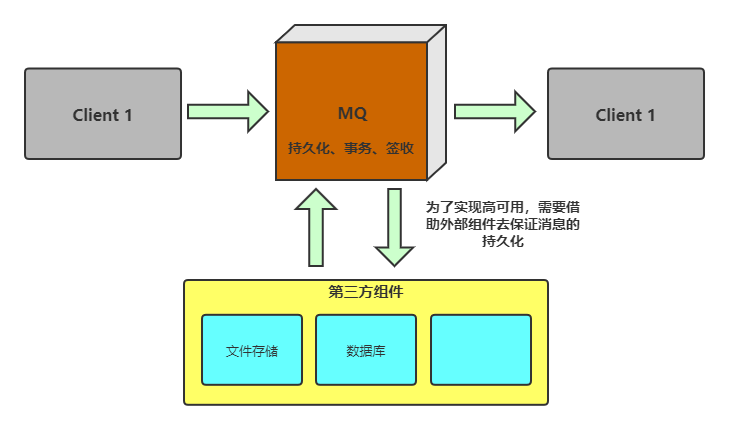 Client 1
MQ
持久化、事务、签收
Client 1
为了实现高可用，需要借
助外部组件去保证消息的
持久化
第三方组件
文件存储
数据库